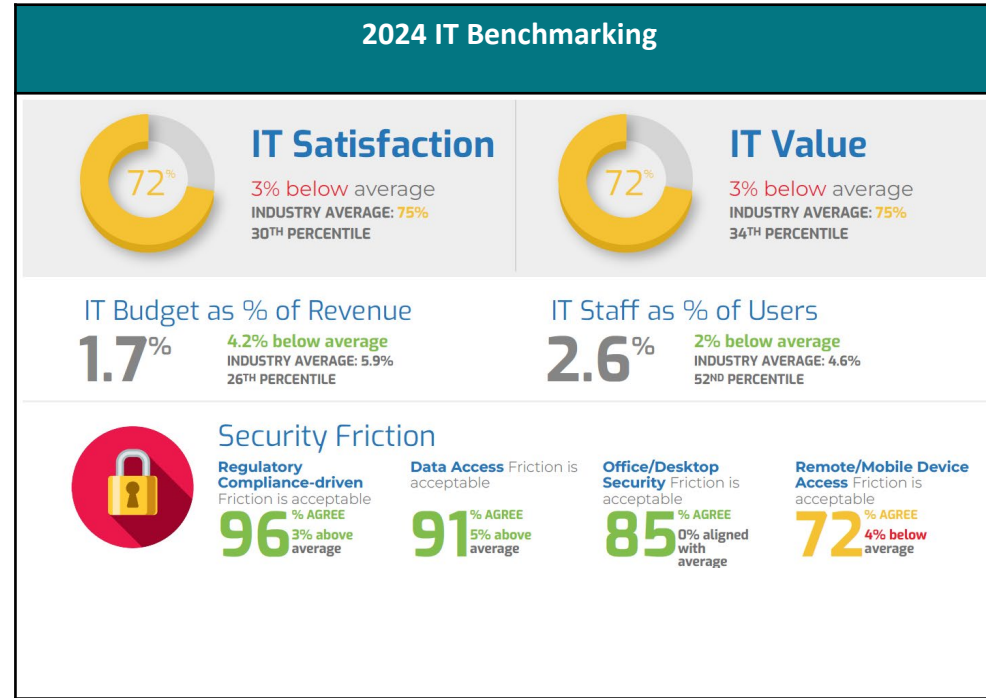 2024 IT Benchmarking
72%
IT Satisfaction
3% below average
INDUSTRY AVERAGE: 75%
30TH PERCENTILE
72%
IT Value
3% below average
INDUSTRY AVERAGE: 75%
34TH PERCENTILE
IT Budget as % of Revenue
1.7%
4.2% below average
INDUSTRY AVERAGE: 5.9%
26TH PERCENTILE
IT Staff as % of Users
2.6%
2% below average
INDUSTRY AVERAGE: 4.6%
52ND PERCENTILE
Security Friction
Regulatory
Compliance-driven
Friction is acceptable
96
% AGREE
3% above
average
Data Access Friction is
acceptable
91
% AGREE
5% above
average
Office/Desktop
Security Friction is
acceptable
85
% AGREE
0% aligned
with
average
Remote/Mobile Device
Access Friction is
acceptable
72
% AGREE
4% below
average